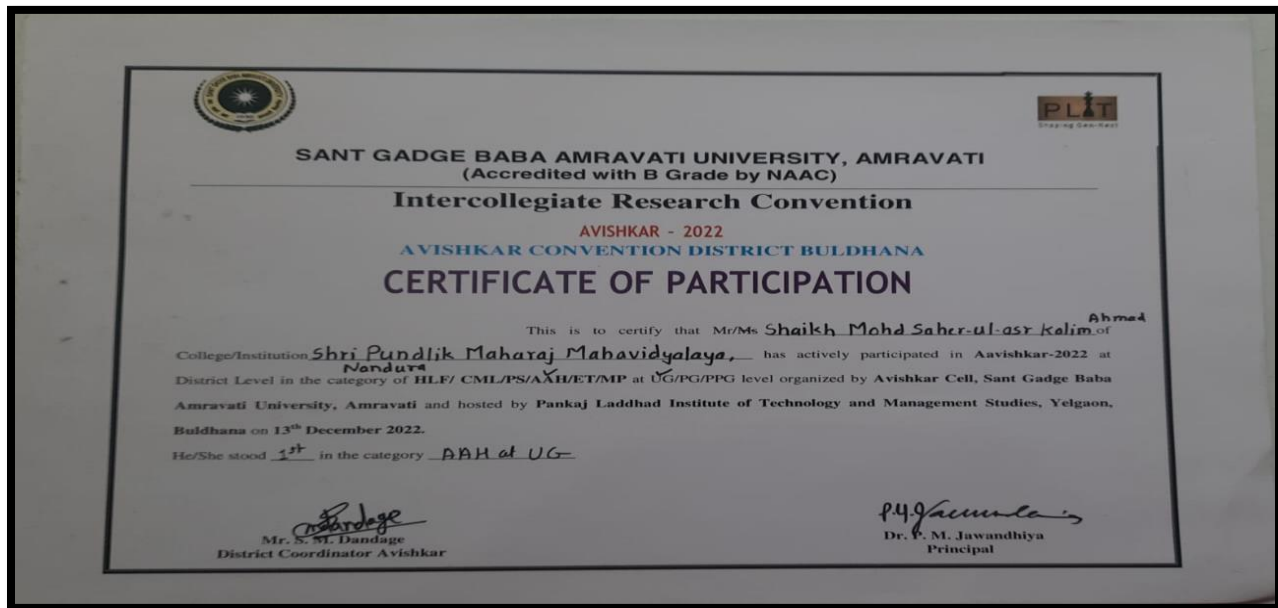 PLIT
SANT GADGE BABA AMRAVATI UNIVERSITY, AMRAVATI
(Accredited with B Grade by NAAC)
Intercollegiate Research Convention
AVISHKAR - 2022
AVISHKAR CONVENTION DISTRICT BULDHANA
CERTIFICATE OF PARTICIPATION
Ahmed
This is to certify that Mr/Ms Shaikh Mohd Saher-ul-asr Kalim of
College/Institution Shri Pundlik Maharaj Mahavidyalaya, has actively participated in Aavishkar-2022 at
Nandura
District Level in the category of HLF/ CML/PS/AAH/ET/MP at UG/PG/PPG level organized by Avishkar Cell, Sant Gadge Baba
Amravati University, Amravati and hosted by Pankaj Laddhad Institute of Technology and Management Studies, Yelgaon,
Buldhana on 13th December 2022.
He/She stood 1st in the category AAH at UG
Mr. S. M. Dandage
District Coordinator Avishkar
Dr. P. M. Jawandhiya
Principal